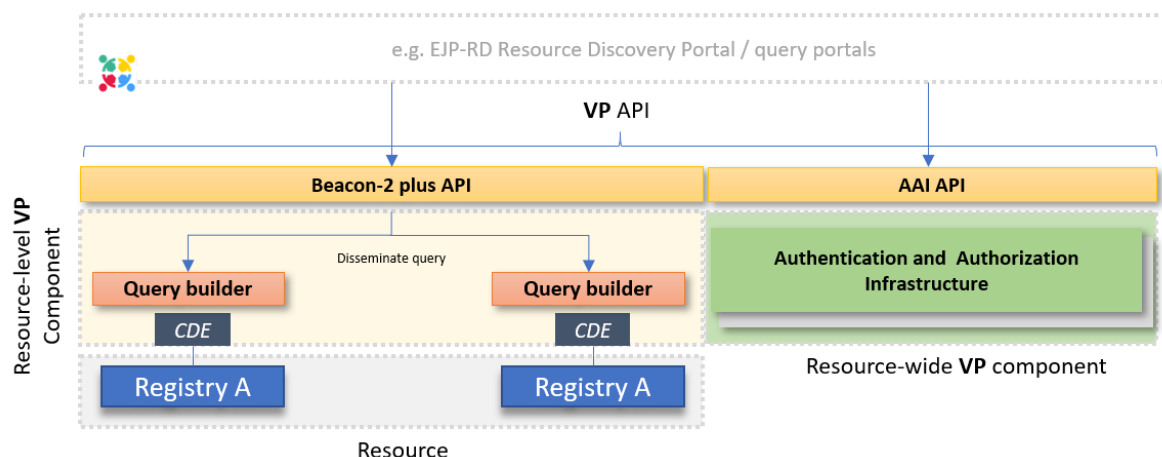 e.g. EJP-RD Resource Discovery Portal / query portals
VP API
Beacon-2 plus API
AAI API
Resource-level VP
Component
Disseminate query
Query builder
Query builder
CDE
CDE
Registry A
Registry A
Resource
Authentication and Authorization
Infrastructure
Resource-wide VP component